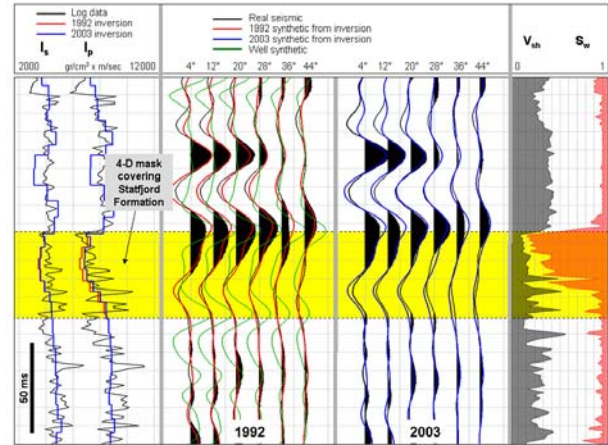 Log data
1992 inversion
2003 inversion
Is Ip
2000 gr/cm³ x m/sec 12000
Real seismic
1992 synthetic from inversion
2003 synthetic from inversion
Well synthetic
4° 12° 20° 28° 36° 44°
4° 12° 20° 28° 36° 44°
Vsh Sw
0 1
4-D mask
covering
Statfjord
Formation
50 ms
1992
2003